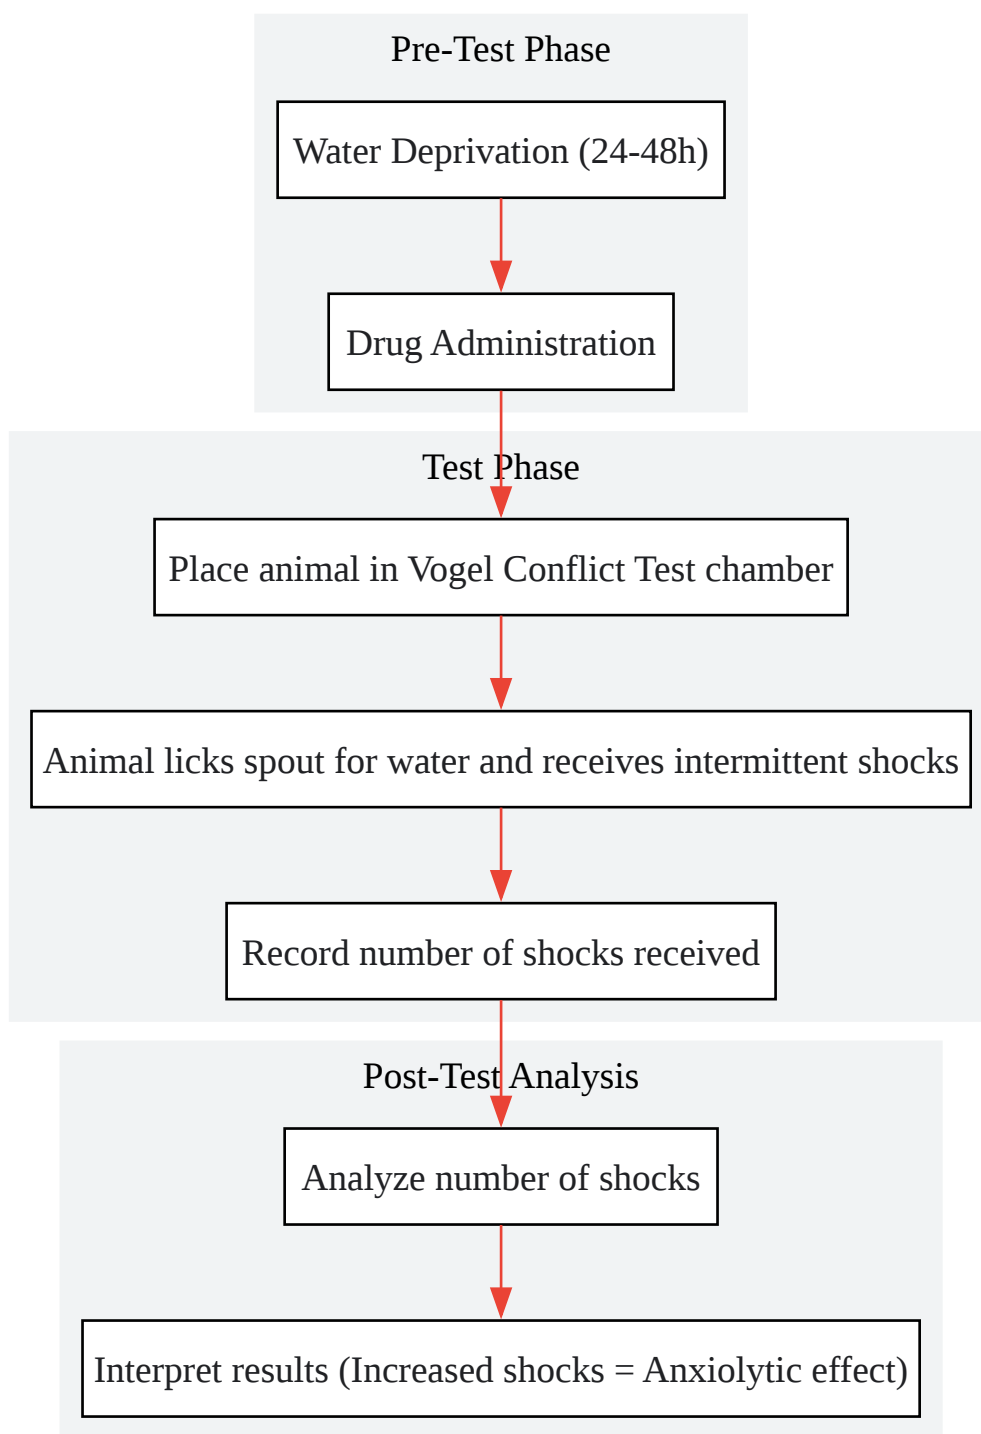 Pre-Test Phase
Water Deprivation (24-48h)
Drug Administration
Test Phase
Place animal in Vogel Conflict Test chamber
Animal licks spout for water and receives intermittent shocks
Record number of shocks received
Post-Test Analysis
Analyze number of shocks
Interpret results (Increased shocks = Anxiolytic effect)